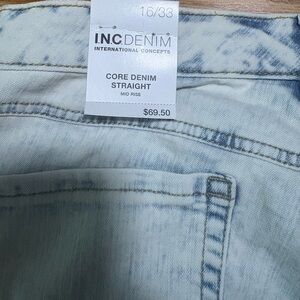 16/33
INCDENIM
INTERNATIONAL CONCEPTS
CORE DENIM
STRAIGHT
MID RISE
$69.50